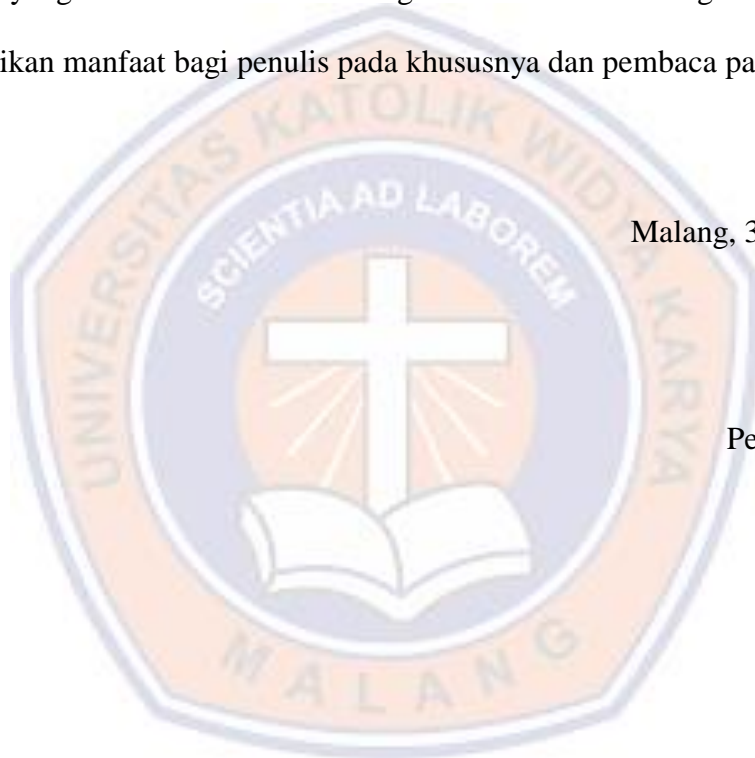 ikan manfaat bagi penulis pada khususnya dan pembaca pa
UNIVERSITAS KATOLIK WIDYA KARYA
SCIENTIA AD LABOREM
Malang, 3
Pe
MALANG